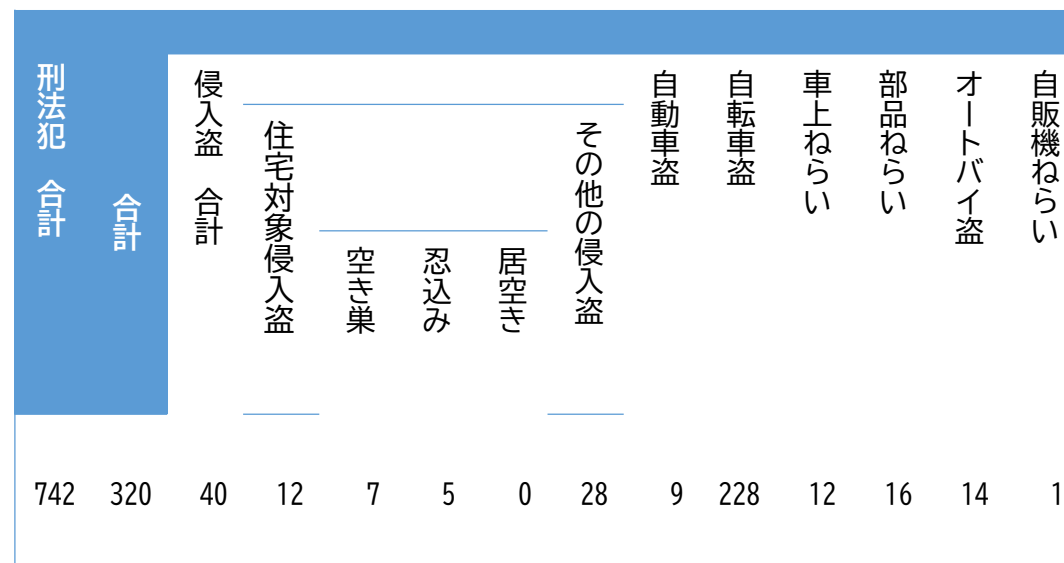 刑法犯 合計
合計
侵入盗 合計
住宅対象侵入盗
空き巣
忍込み
居空き
その他の侵入盗
自動車盗
自転車盗
車上ねらい
部品ねらい
オートバイ盗
自販機ねらい
742 320 40 12 7 5 0 28 9 228 12 16 14 1